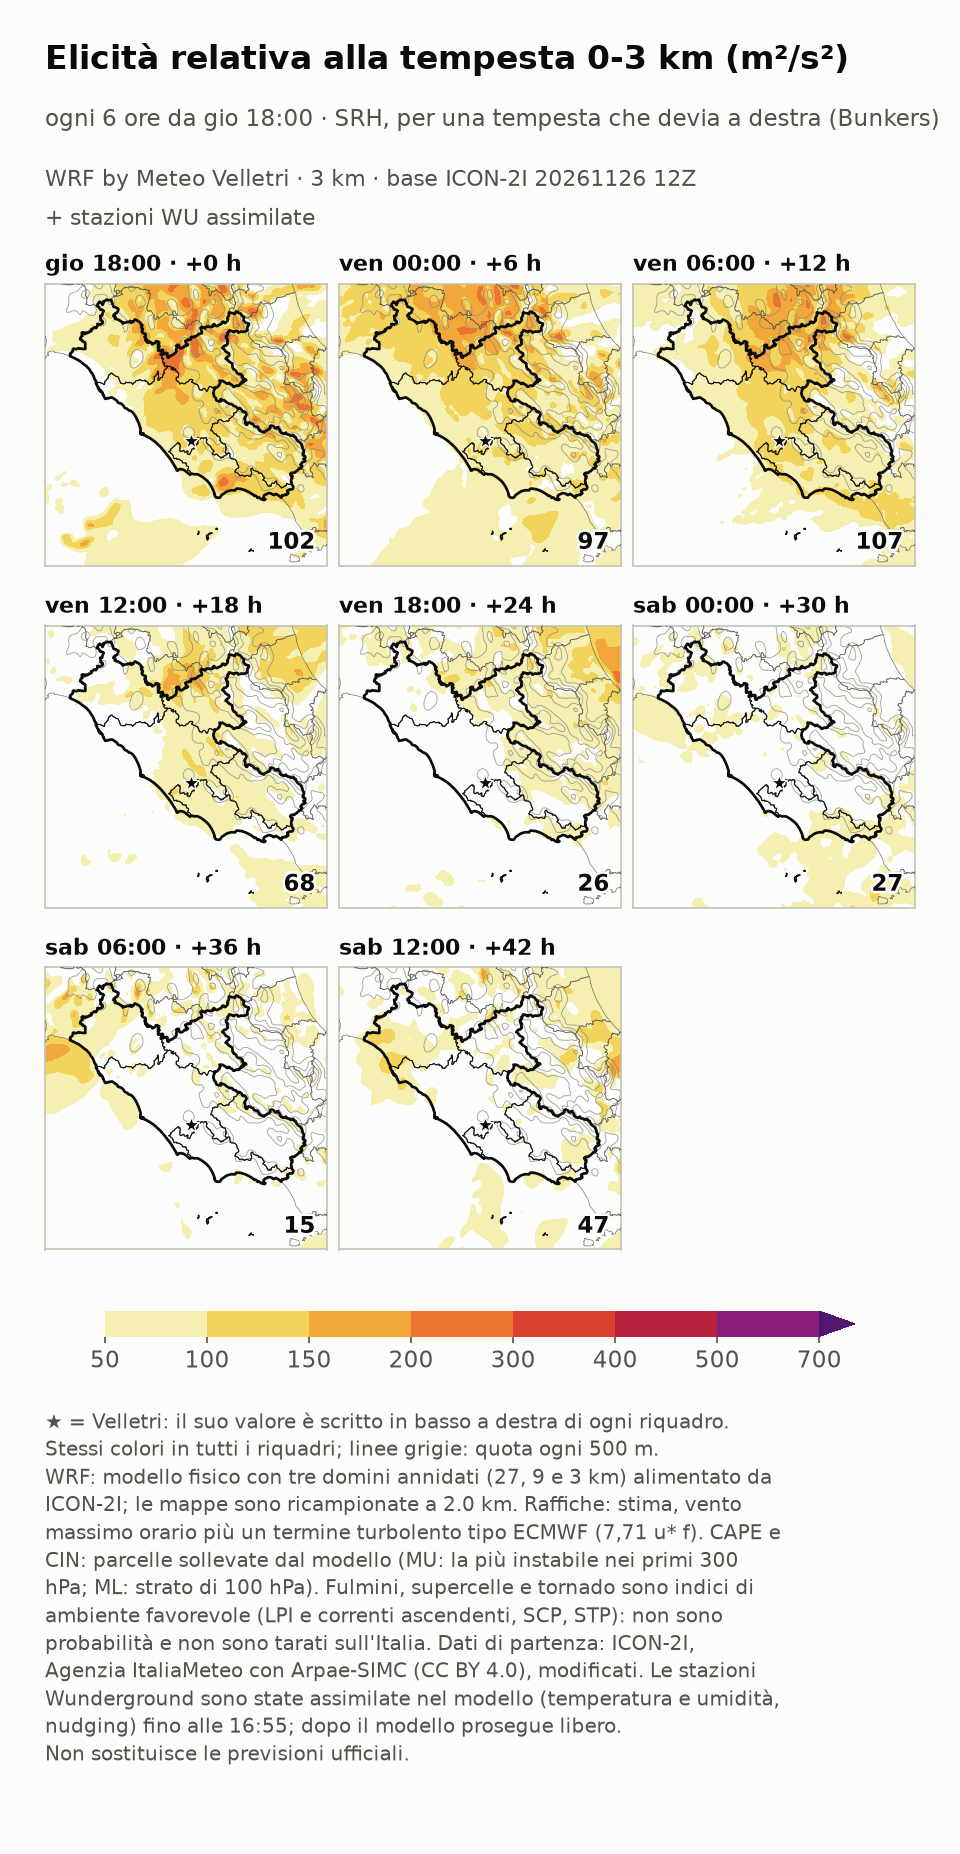 Elicità relativa alla tempesta 0-3 km (m²/s²)
ogni 6 ore da gio 18:00 · SRH, per una tempesta che devia a destra (Bunkers)
WRF by Meteo Velletri · 3 km · base ICON-2I 20261126 12Z
+ stazioni WU assimilate
gio 18:00 · +0 h
ven 00:00 · +6 h
ven 06:00 · +12 h
102
97
107
ven 12:00 · +18 h
ven 18:00 · +24 h
sab 00:00 · +30 h
68
26
27
sab 06:00 · +36 h
sab 12:00 · +42 h
15
47
50 100 150 200 300 400 500 700
★ = Velletri: il suo valore è scritto in basso a destra di ogni riquadro.
Stessi colori in tutti i riquadri; linee grigie: quota ogni 500 m.
WRF: modello fisico con tre domini annidati (27, 9 e 3 km) alimentato da
ICON-2I; le mappe sono ricampionate a 2.0 km. Raffiche: stima, vento
massimo orario più un termine turbolento tipo ECMWF (7,71 u* f). CAPE e
CIN: parcelle sollevate dal modello (MU: la più instabile nei primi 300
hPa; ML: strato di 100 hPa). Fulmini, supercelle e tornado sono indici di
ambiente favorevole (LPI e correnti ascendenti, SCP, STP): non sono
probabilità e non sono tarati sull'Italia. Dati di partenza: ICON-2I,
Agenzia ItaliaMeteo con Arpae-SIMC (CC BY 4.0), modificati. Le stazioni
Wunderground sono state assimilate nel modello (temperatura e umidità,
nudging) fino alle 16:55; dopo il modello prosegue libero.
Non sostituisce le previsioni ufficiali.